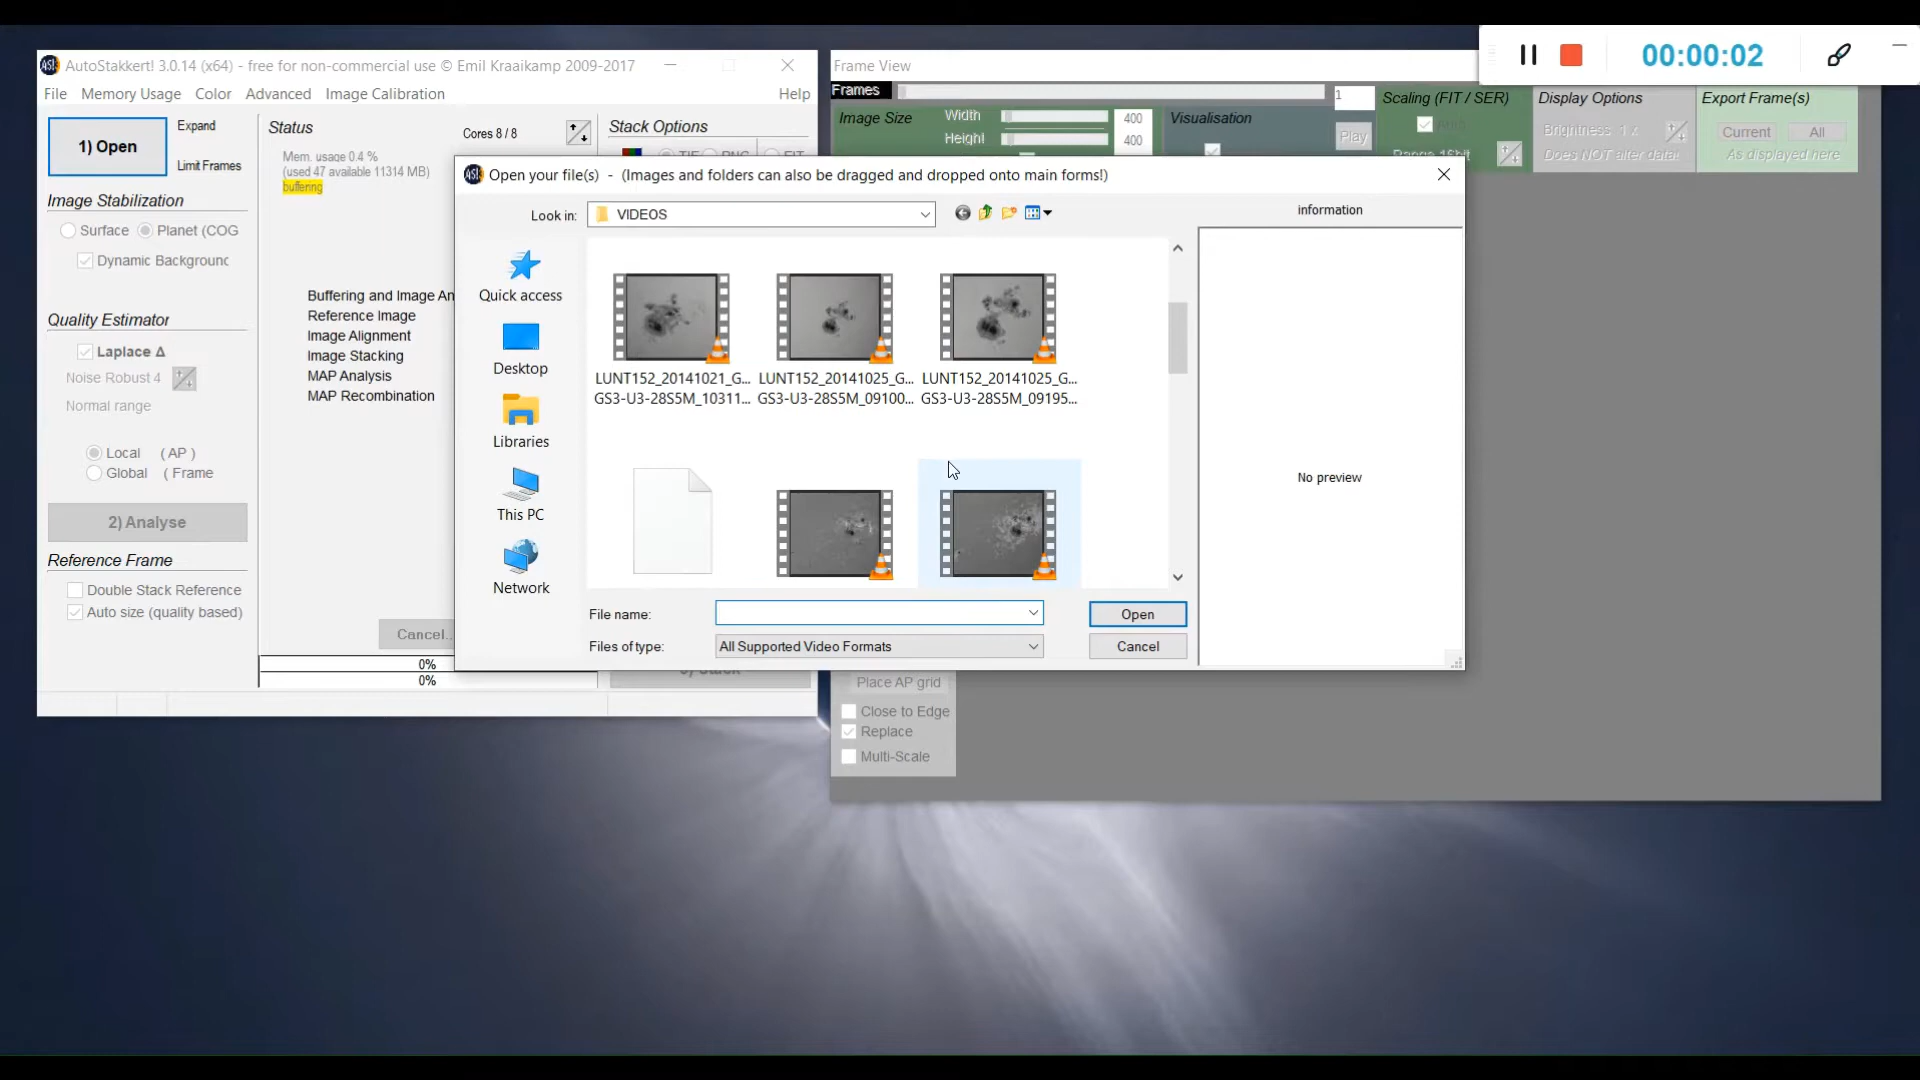 AutoStakkert! 3.0.14 (x64) - free for non-commercial use © Emil Kraaikamp 2009-2017
File Memory Usage Color Advanced Image Calibration Help
1) Open
Expand
Limit Frames
Status
Cores 8 / 8
Stack Options
Mem. usage 0.4 %
(used 47 available 11314 MB)
buffering
Image Stabilization
Surface Planet (COG
Dynamic Background
Quality Estimator
Laplace Δ
Noise Robust 4
Normal range
Local ( AP )
Global ( Frame
2) Analyse
Reference Frame
Double Stack Reference
Auto size (quality based)
Buffering and Image An
Reference Image
Image Alignment
Image Stacking
MAP Analysis
MAP Recombination
Cancel..
0%
0%
Frame View
Frames
1
Image Size
Width
400
Height
400
Visualisation
Play
Scaling (FIT / SER)
Display Options
Brightness 1 x
Does NOT alter data!
Export Frame(s)
Current All
As displayed here
00:00:02
Open your file(s) - (Images and folders can also be dragged and dropped onto main forms!)
Look in: VIDEOS
information
Quick access
Desktop
Libraries
This PC
Network
LUNT152_20141021_G...
GS3-U3-28S5M_10311...
LUNT152_20141025_G...
GS3-U3-28S5M_09100...
LUNT152_20141025_G...
GS3-U3-28S5M_09195...
No preview
File name:
Open
Files of type: All Supported Video Formats
Cancel
Place AP grid
Close to Edge
Replace
Multi-Scale